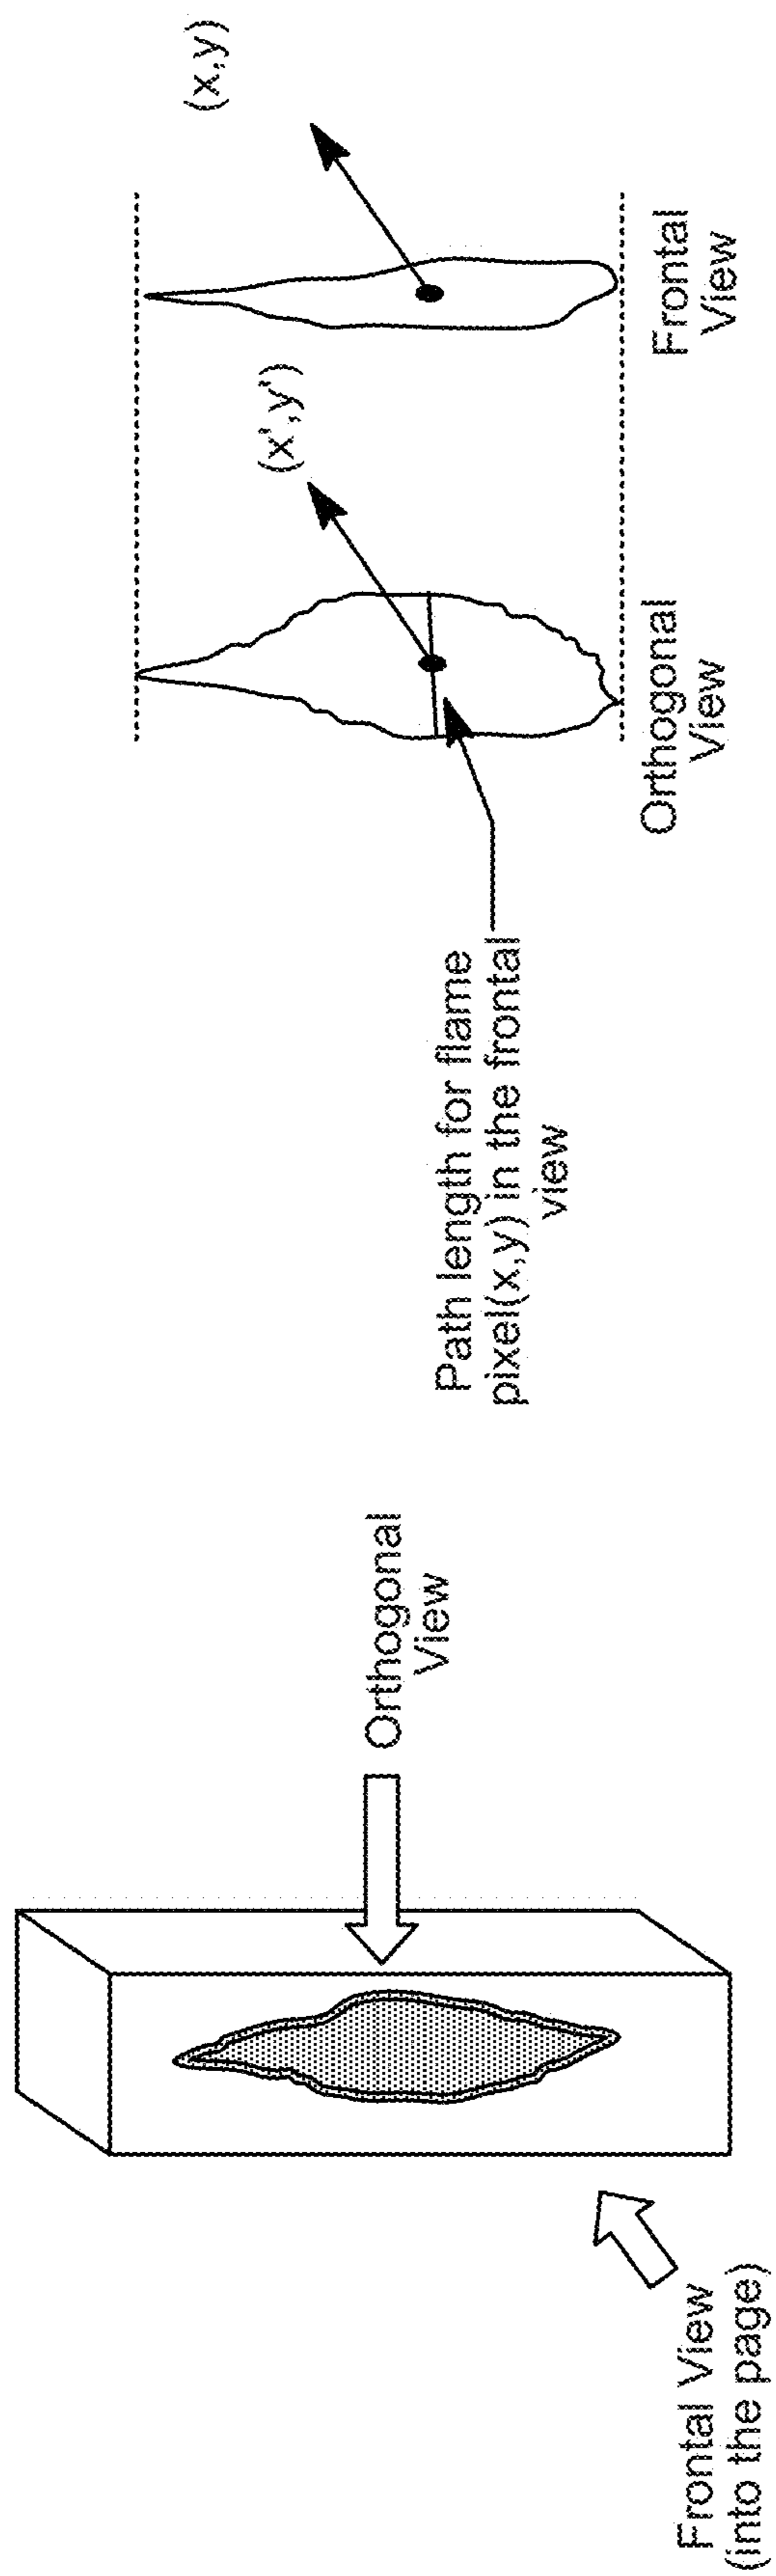 Frontal View
(into the page)
Orthogonal
View
Path length for flame
pixel(x,y) in the frontal
view
Orthogonal
View
(x',y')
Frontal
View
(x,y)